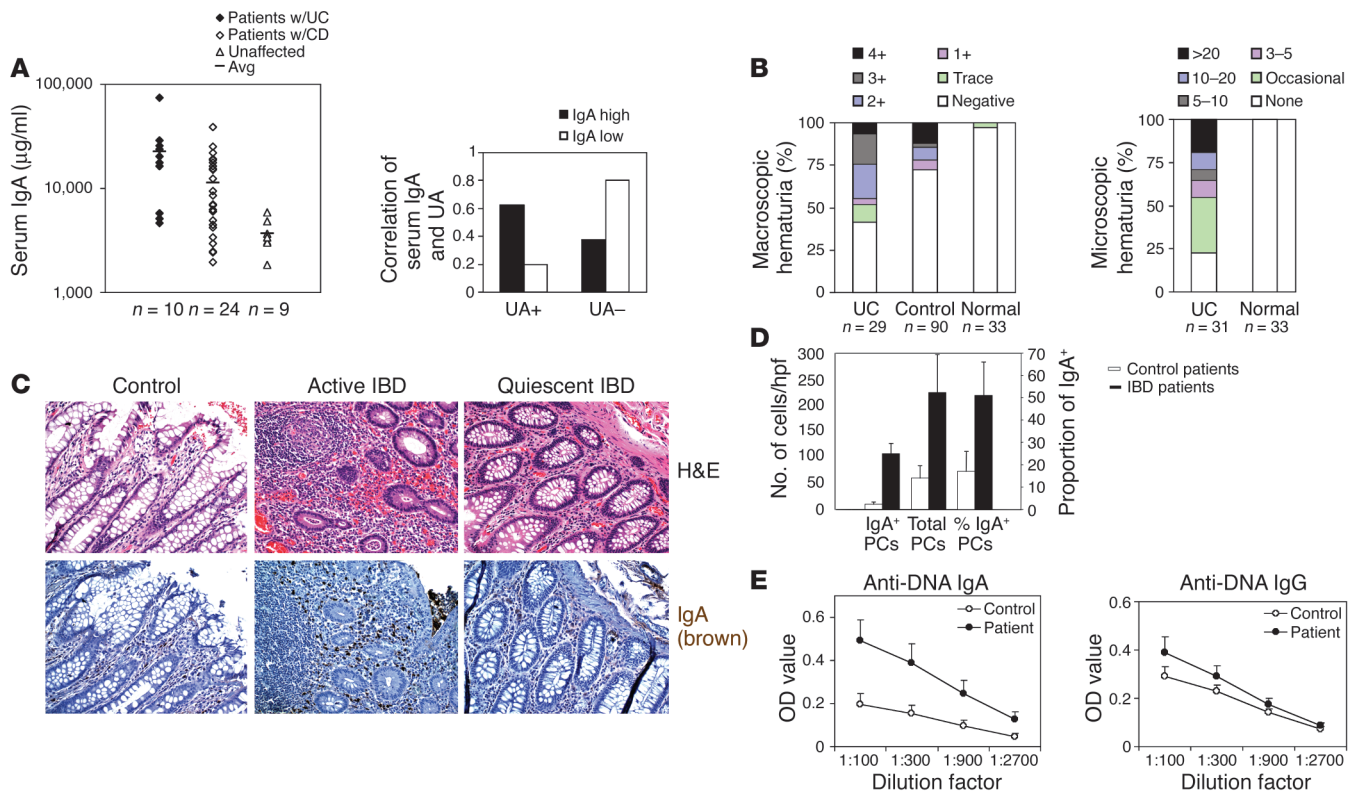 A
Patients w/UC
Patients w/CD
Unaffected
Avg
Serum IgA (µg/ml)
100,000
10,000
1,000
n = 10 n = 24 n = 9
IgA high
IgA low
Correlation of
serum IgA
and UA
1
0.8
0.6
0.4
0.2
0
UA+ UA–
B
4+ 1+
3+ Trace
2+ Negative
Macroscopic
hematuria (%)
100
75
50
25
0
UC Control Normal
n = 29 n = 90 n = 33
>20 3–5
10–20 Occasional
5–10 None
Microscopic
hematuria (%)
100
75
50
25
0
UC Normal
n = 31 n = 33
C
Control Active IBD Quiescent IBD
H&E
IgA
(brown)
D
No. of cells/hpf
300
250
200
150
100
50
0
70
60
50
40
30
20
10
0
Proportion of IgA⁺
IgA⁺ Total % IgA⁺
PCs PCs PCs
Control patients
IBD patients
E
Anti-DNA IgA
Control
Patient
OD value
0.6
0.4
0.2
0
1:100 1:300 1:900 1:2700
Dilution factor
Anti-DNA IgG
Control
Patient
OD value
0.6
0.4
0.2
0
1:100 1:300 1:900 1:2700
Dilution factor